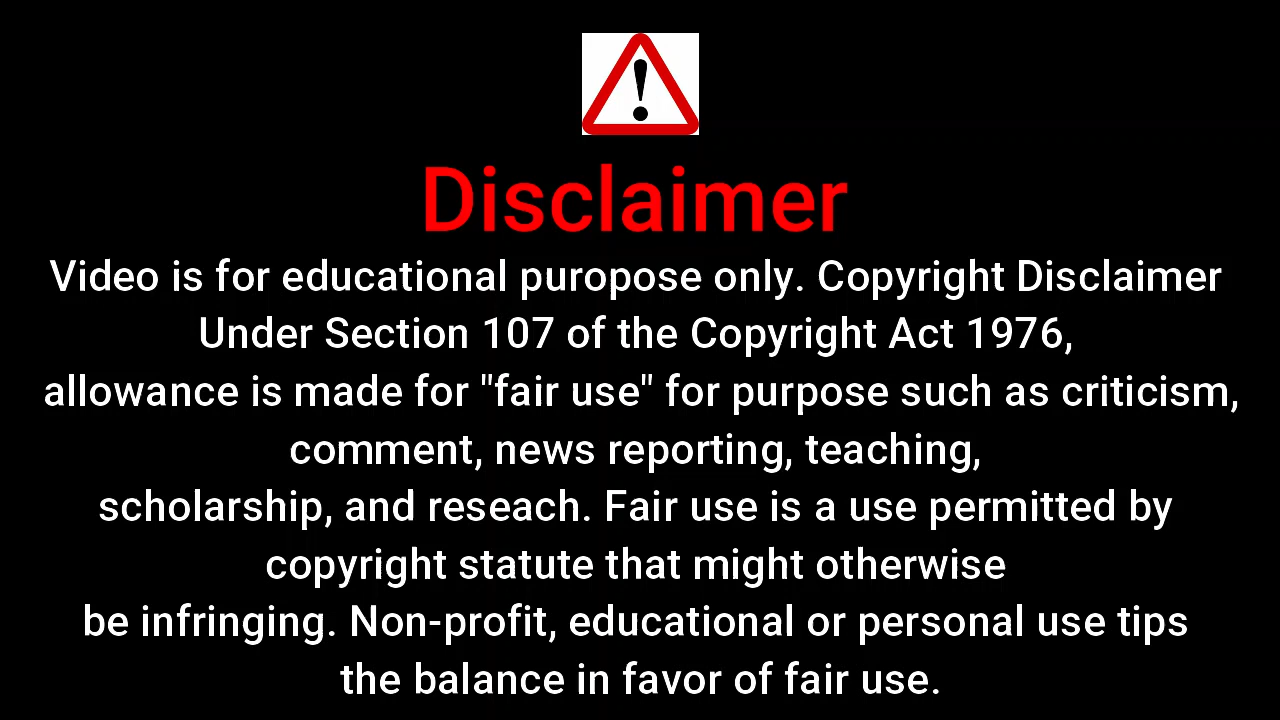 Disclaimer
Video is for educational puropose only. Copyright Disclaimer
Under Section 107 of the Copyright Act 1976,
allowance is made for "fair use" for purpose such as criticism,
comment, news reporting, teaching,
scholarship, and reseach. Fair use is a use permitted by
copyright statute that might otherwise
be infringing. Non-profit, educational or personal use tips
the balance in favor of fair use.